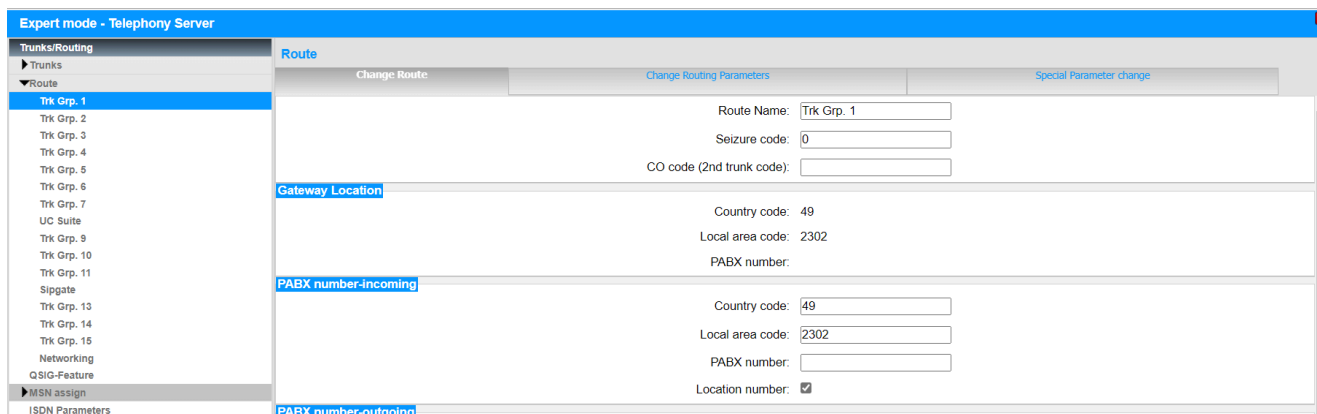 Expert mode - Telephony Server
Trunks/Routing
Trunks
Route
Trk Grp. 1
Trk Grp. 2
Trk Grp. 3
Trk Grp. 4
Trk Grp. 5
Trk Grp. 6
Trk Grp. 7
UC Suite
Trk Grp. 9
Trk Grp. 10
Trk Grp. 11
Sipgate
Trk Grp. 13
Trk Grp. 14
Trk Grp. 15
Networking
QSIG-Feature
MSN assign
ISDN Parameters
Route
Change Route Change Routing Parameters Special Parameter change
Route Name: Trk Grp. 1
Seizure code: 0
CO code (2nd trunk code):
Gateway Location
Country code: 49
Local area code: 2302
PABX number:
PABX number-incoming
Country code: 49
Local area code: 2302
PABX number:
Location number:
PABX number-outgoing